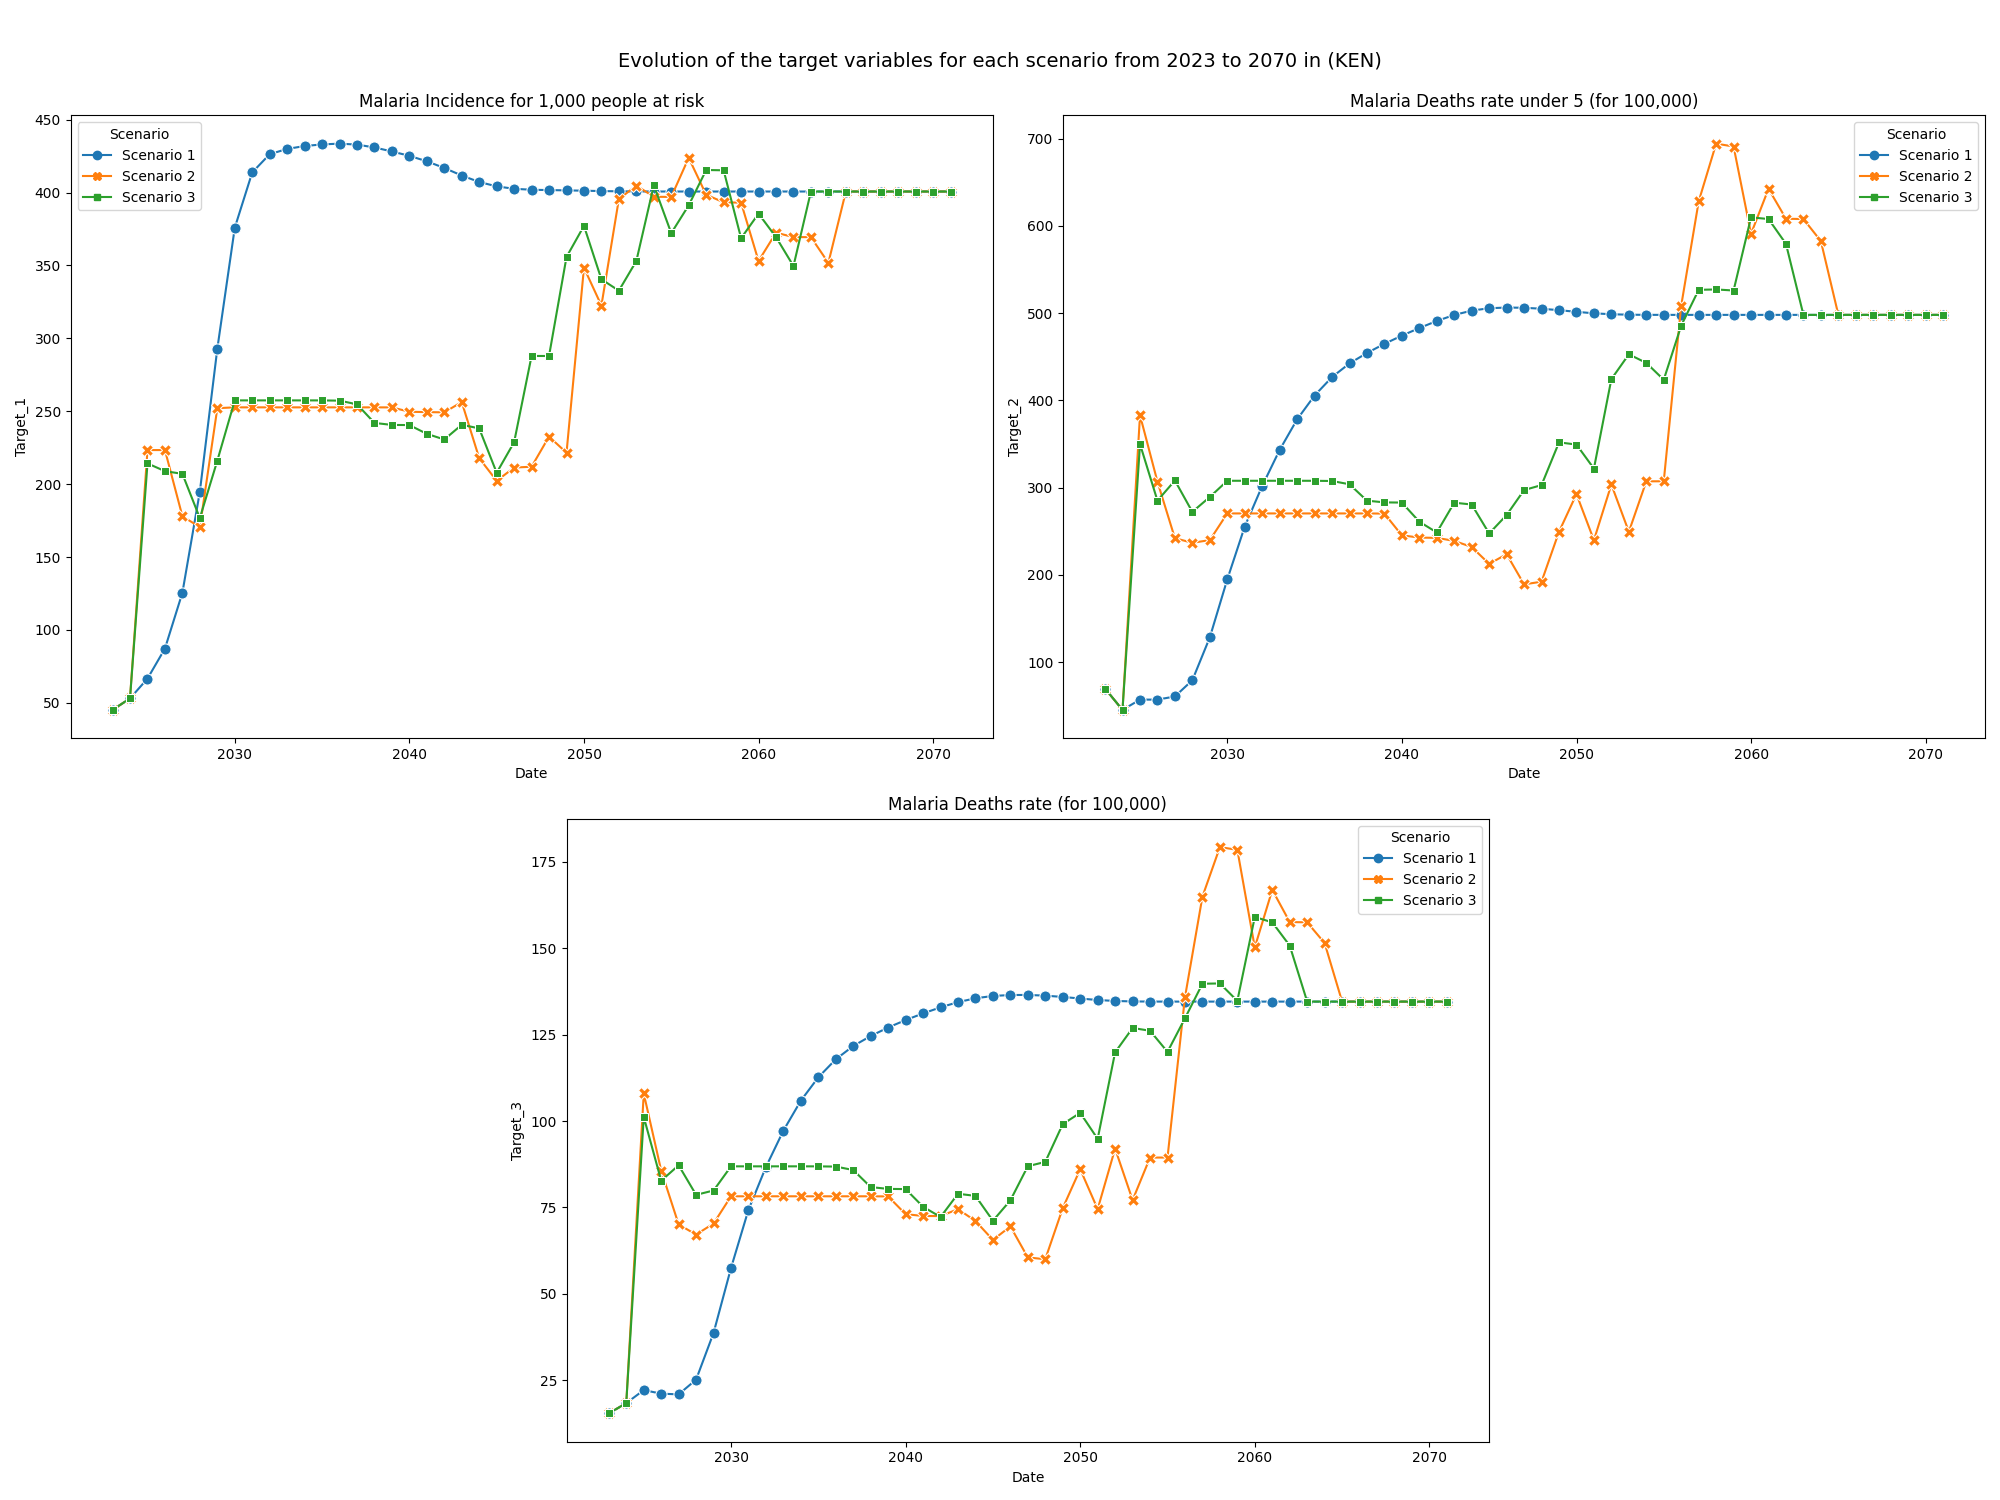 Evolution of the target variables for each scenario from 2023 to 2070 in (KEN)
Malaria Incidence for 1,000 people at risk
450
400
350
300
250
200
150
100
50
Target_1
Scenario
Scenario 1
Scenario 2
Scenario 3
2030
2040
2050
2060
2070
Date
Malaria Deaths rate under 5 (for 100,000)
700
600
500
400
300
200
100
Target_2
Scenario
Scenario 1
Scenario 2
Scenario 3
2030
2040
2050
2060
2070
Date
Malaria Deaths rate (for 100,000)
175
150
125
100
75
50
25
Target_3
Scenario
Scenario 1
Scenario 2
Scenario 3
2030
2040
2050
2060
2070
Date